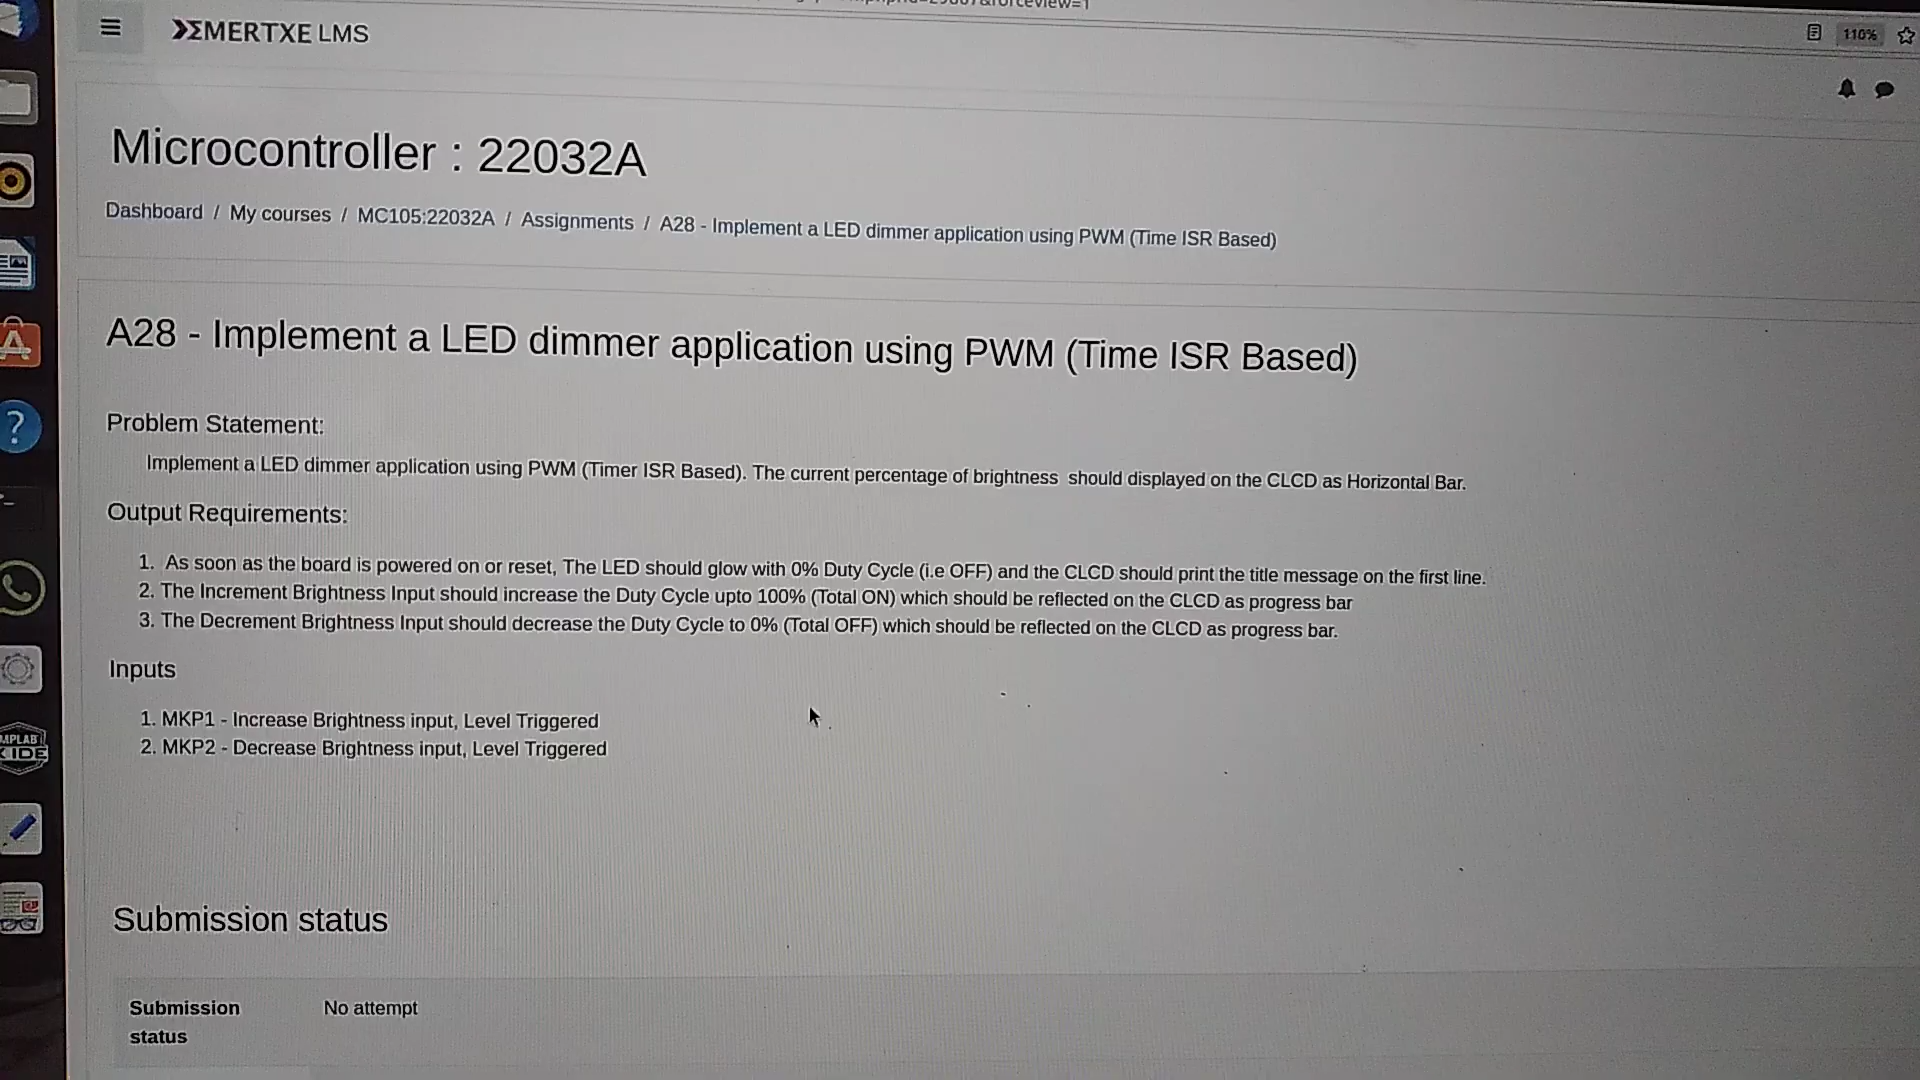 ΣMERTXE LMS
110%
Microcontroller : 22032A
Dashboard / My courses / MC105:22032A / Assignments / A28 - Implement a LED dimmer application using PWM (Time ISR Based)
A28 - Implement a LED dimmer application using PWM (Time ISR Based)
Problem Statement:
Implement a LED dimmer application using PWM (Timer ISR Based). The current percentage of brightness should displayed on the CLCD as Horizontal Bar.
Output Requirements:
1. As soon as the board is powered on or reset, The LED should glow with 0% Duty Cycle (i.e OFF) and the CLCD should print the title message on the first line.
2. The Increment Brightness Input should increase the Duty Cycle upto 100% (Total ON) which should be reflected on the CLCD as progress bar
3. The Decrement Brightness Input should decrease the Duty Cycle to 0% (Total OFF) which should be reflected on the CLCD as progress bar.
Inputs
1. MKP1 - Increase Brightness input, Level Triggered
2. MKP2 - Decrease Brightness input, Level Triggered
MPLAB
X IDE
Submission status
Submission status No attempt